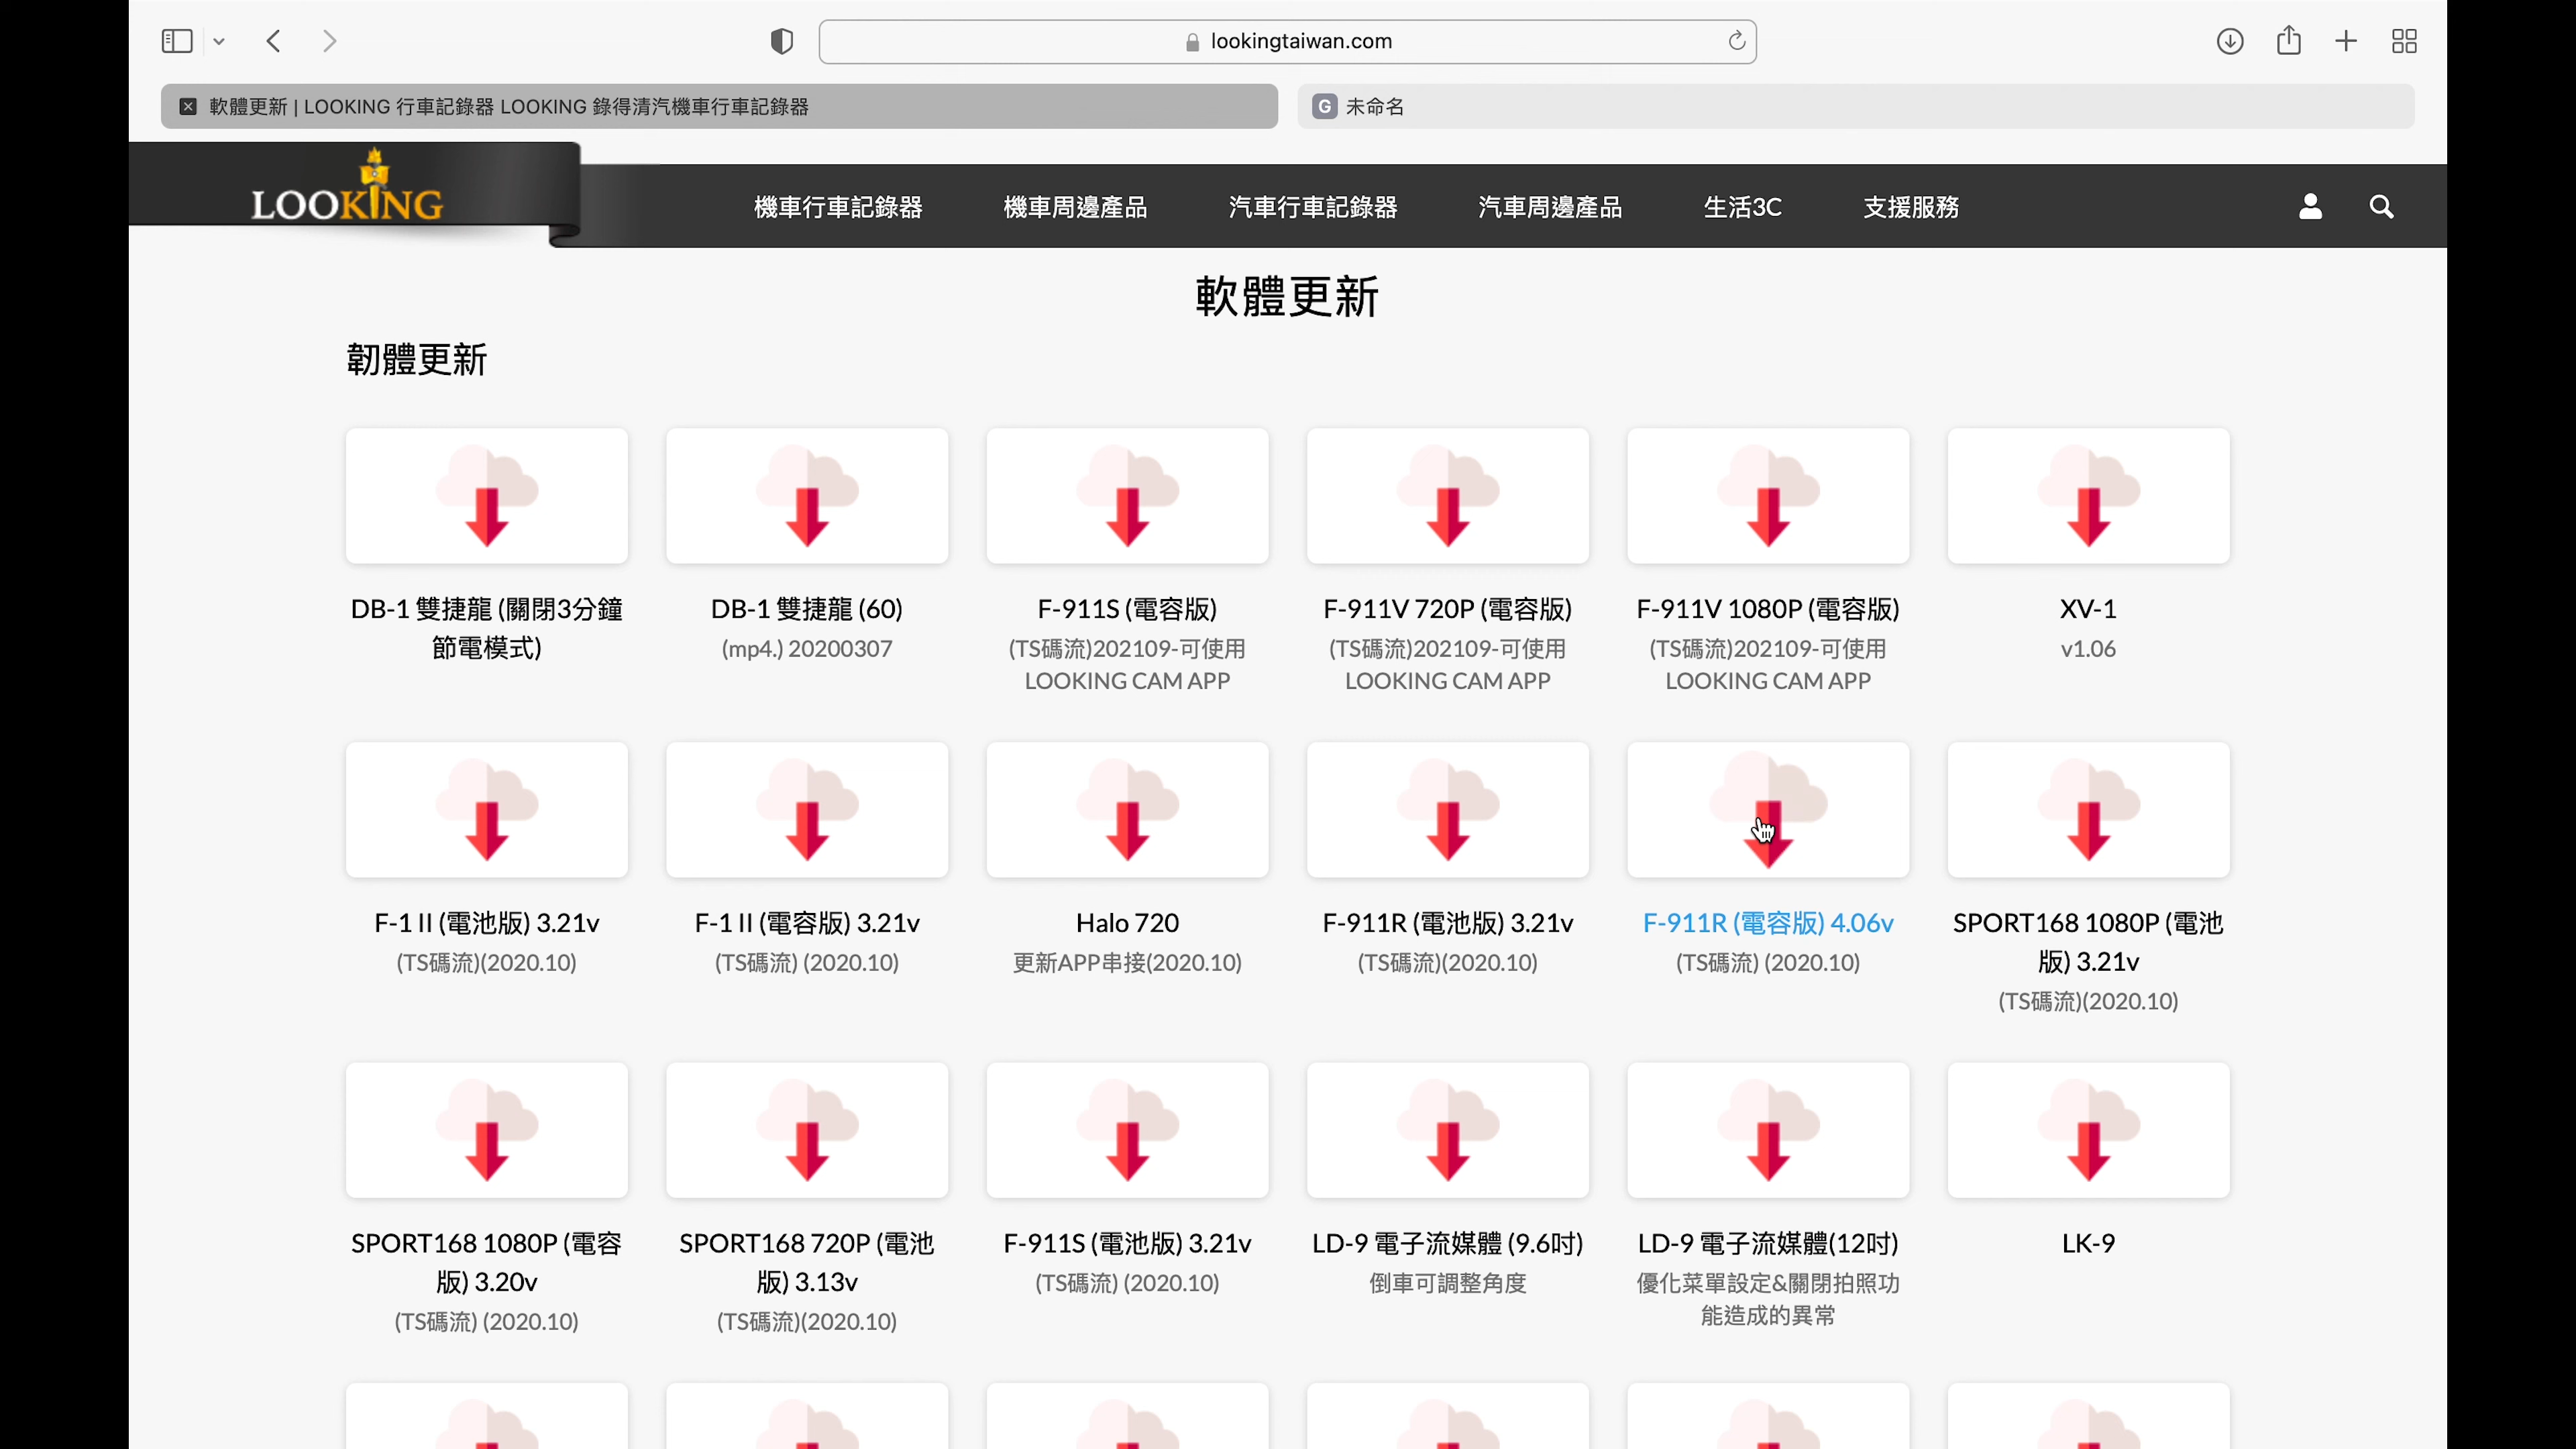 lookingtaiwan.com
軟體更新 | LOOKING 行車記錄器 LOOKING 錄得清汽機車行車記錄器
G 未命名
LOOKING
機車行車記錄器 機車周邊產品 汽車行車記錄器 汽車周邊產品 生活3C 支援服務
軟體更新
韌體更新
DB-1 雙捷龍 (關閉3分鐘
節電模式)
DB-1 雙捷龍 (60)
(mp4.) 20200307
F-911S (電容版)
(TS碼流)202109-可使用
LOOKING CAM APP
F-911V 720P (電容版)
(TS碼流)202109-可使用
LOOKING CAM APP
F-911V 1080P (電容版)
(TS碼流)202109-可使用
LOOKING CAM APP
XV-1
v1.06
F-1 II (電池版) 3.21v
(TS碼流)(2020.10)
F-1 II (電容版) 3.21v
(TS碼流) (2020.10)
Halo 720
更新APP串接(2020.10)
F-911R (電池版) 3.21v
(TS碼流)(2020.10)
F-911R (電容版) 4.06v
(TS碼流) (2020.10)
SPORT168 1080P (電池
版) 3.21v
(TS碼流)(2020.10)
SPORT168 1080P (電容
版) 3.20v
(TS碼流) (2020.10)
SPORT168 720P (電池
版) 3.13v
(TS碼流)(2020.10)
F-911S (電池版) 3.21v
(TS碼流) (2020.10)
LD-9 電子流媒體 (9.6吋)
倒車可調整角度
LD-9 電子流媒體(12吋)
優化菜單設定&關閉拍照功
能造成的異常
LK-9